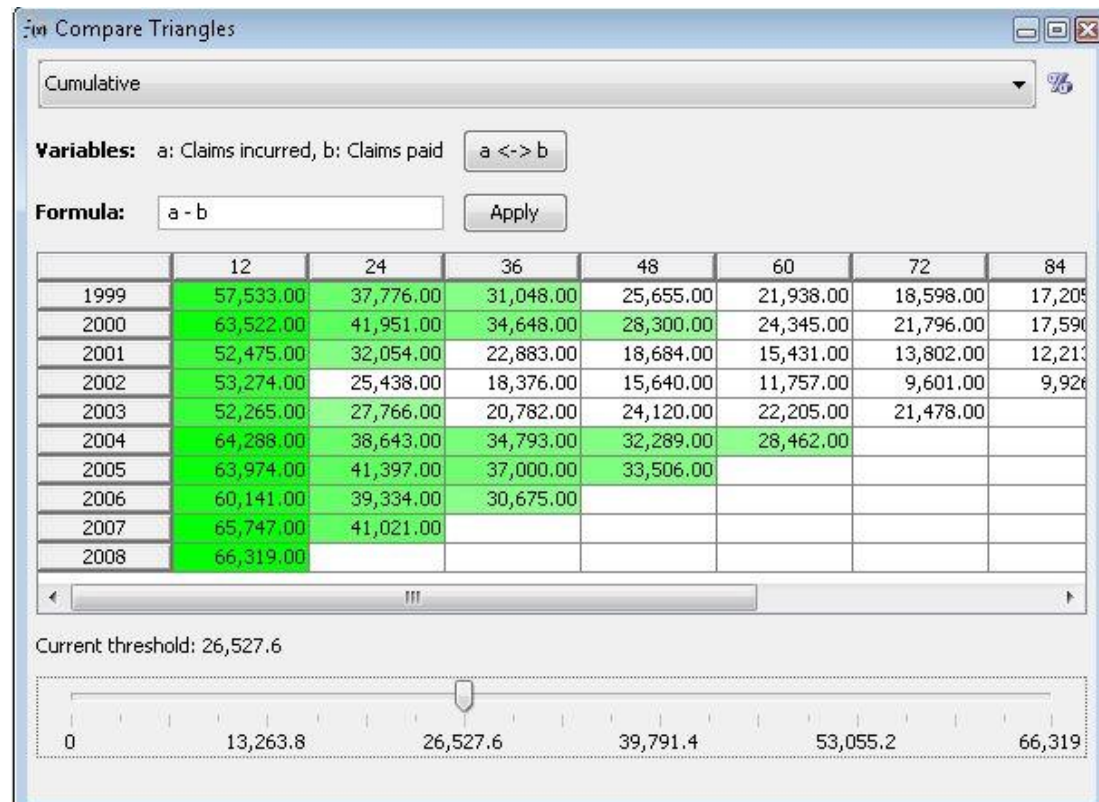 Compare Triangles
Cumulative
%
Variables: a: Claims incurred, b: Claims paid a <-> b
Formula: a - b Apply
12 24 36 48 60 72 84
1999 57,533.00 37,776.00 31,048.00 25,655.00 21,938.00 18,598.00
2000 63,522.00 41,951.00 34,648.00 28,300.00 24,345.00 21,796.00
2001 52,475.00 32,054.00 22,883.00 18,684.00 15,431.00 13,802.00
2002 53,274.00 25,438.00 18,376.00 15,640.00 11,757.00 9,601.00
2003 52,265.00 27,766.00 20,782.00 24,120.00 22,205.00 21,478.00
2004 64,288.00 38,643.00 34,793.00 32,289.00 28,462.00
2005 63,974.00 41,397.00 37,000.00 33,506.00
2006 60,141.00 39,334.00 30,675.00
2007 65,747.00 41,021.00
2008 66,319.00
Current threshold: 26,527.6
0 13,263.8 26,527.6 39,791.4 53,055.2 66,319